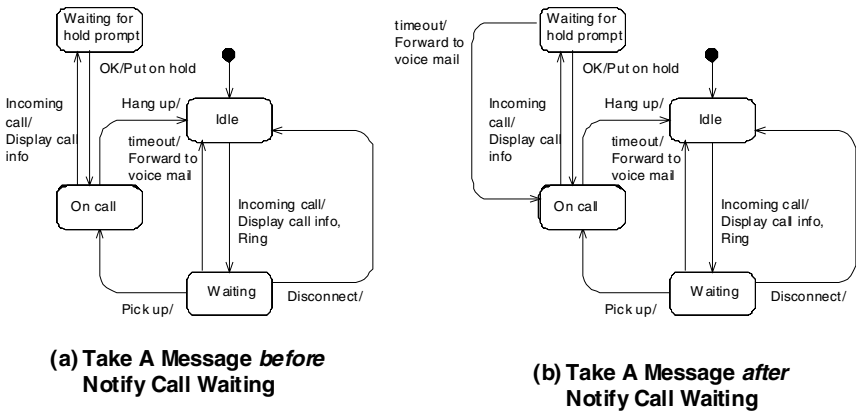 Waiting for
hold prompt
OK/Put on hold
Incoming
call/
Display call
info
Hang up/
Idle
timeout/
Forward to
voice mail
On call
Incoming call/
Display call info,
Ring
Waiting
Pick up/
Disconnect/
(a) Take A Message before
Notify Call Waiting
timeout/
Forward to
voice mail
Waiting for
hold prompt
OK/Put on hold
Incoming
call/
Display call
info
Hang up/
Idle
timeout/
Forward to
voice mail
On call
Incoming call/
Display call info,
Ring
Waiting
Pick up/
Disconnect/
(b) Take A Message after
Notify Call Waiting